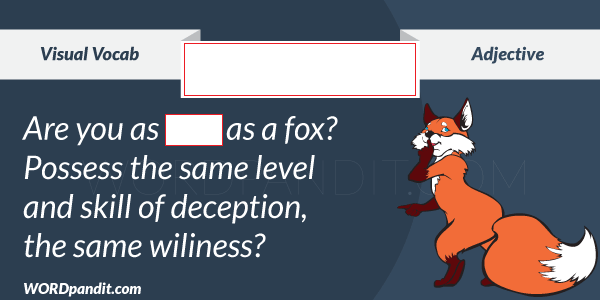 Visual Vocab
Adjective
Are you as as a fox?
Possess the same level
and skill of deception,
the same wiliness?
WORDpandit.com
WORDPANDIT.COM